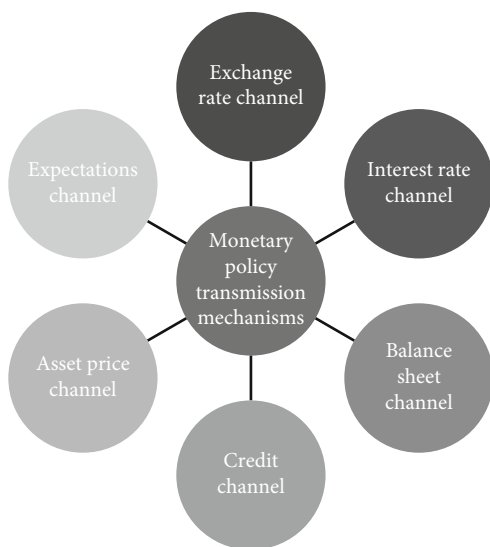 Exchange
rate channel
Expectations
channel
Interest rate
channel
Monetary
policy
transmission
mechanisms
Asset price
channel
Balance
sheet
channel
Credit
channel